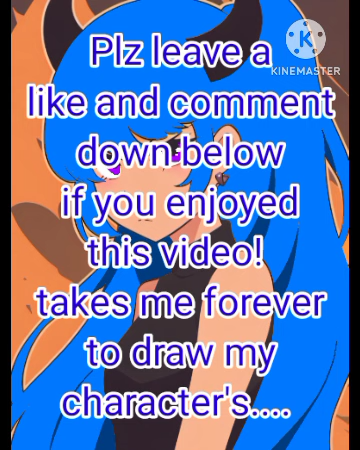 Plz leave a
K
KINEMASTER
like and comment
down below
if you enjoyed
this video!
takes me forever
to draw my
character's....